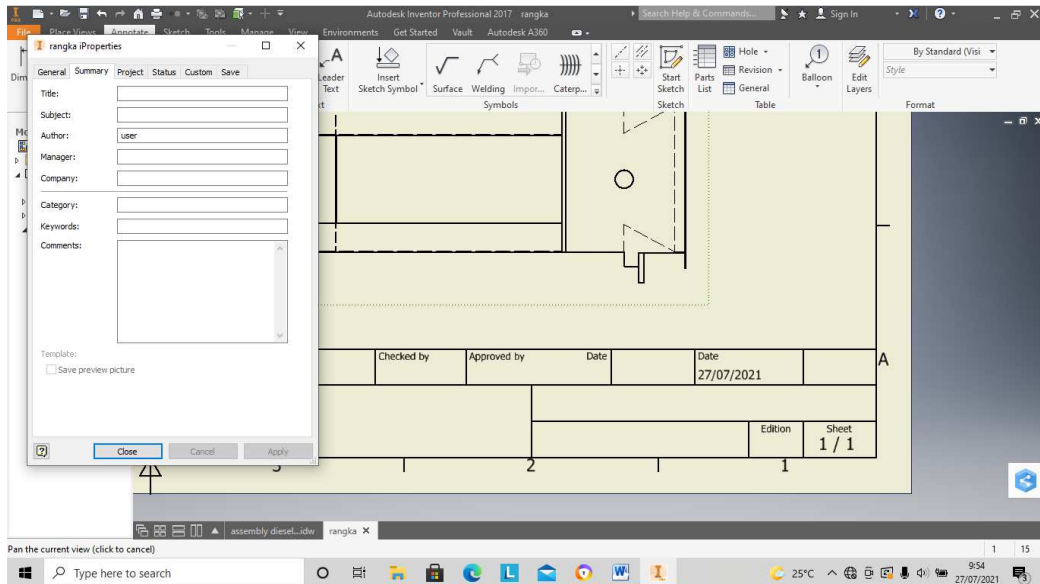 Autodesk Inventor Professional 2017 rangka
Search Help & Commands...
Sign In
File Place Views Annotate Sketch Tools Manage View Environments Get Started Vault Autodesk A360
rangka iProperties
General Summary Project Status Custom Save
Title:
Subject:
Author: user
Manager:
Company:
Category:
Keywords:
Comments:
Template:
Save preview picture
Close Cancel Apply
Dim
Leader
Text
Insert
Sketch Symbol
Surface Welding Impor... Caterp...
Symbols
Start
Sketch
Sketch
Parts
List
Hole
Revision
General
Table
Balloon
Edit
Layers
By Standard (Visi
Style
Format
Checked by Approved by Date Date
27/07/2021
A
Edition Sheet
1 / 1
2 1
assembly diesel...idw rangka
Pan the current view (click to cancel)
1 15
Type here to search
25°C
9:54
27/07/2021